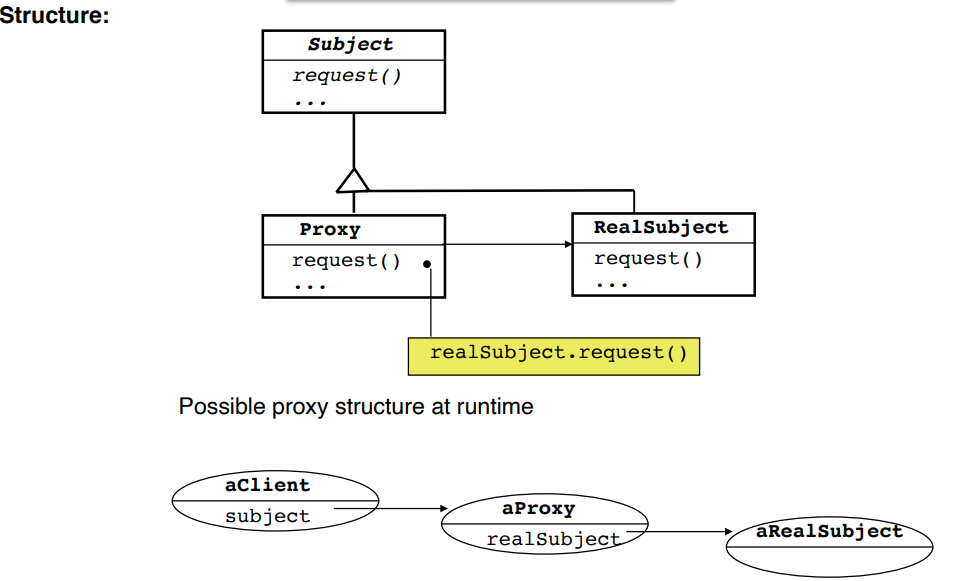 Structure:
Subject
request()
...
Proxy
request()
...
RealSubject
request()
...
realSubject.request()
Possible proxy structure at runtime
aClient
subject
aProxy
realSubject
aRealSubject